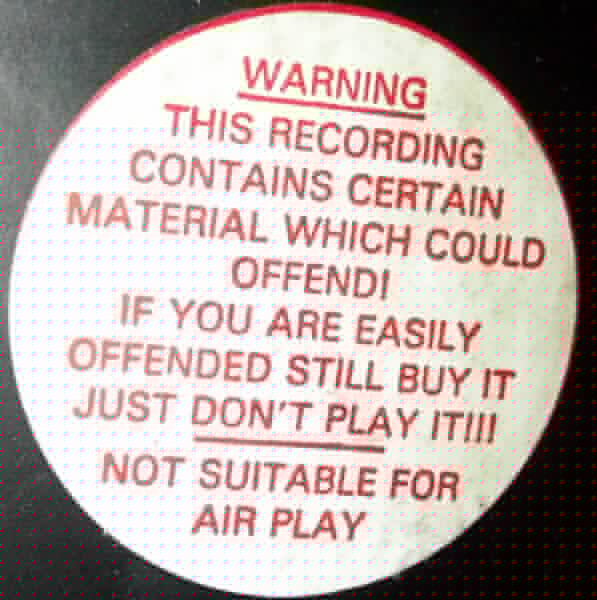 WARNING
THIS RECORDING
CONTAINS CERTAIN
MATERIAL WHICH COULD
OFFEND!
IF YOU ARE EASILY
OFFENDED STILL BUY IT
JUST DON'T PLAY IT!!!
NOT SUITABLE FOR
AIR PLAY